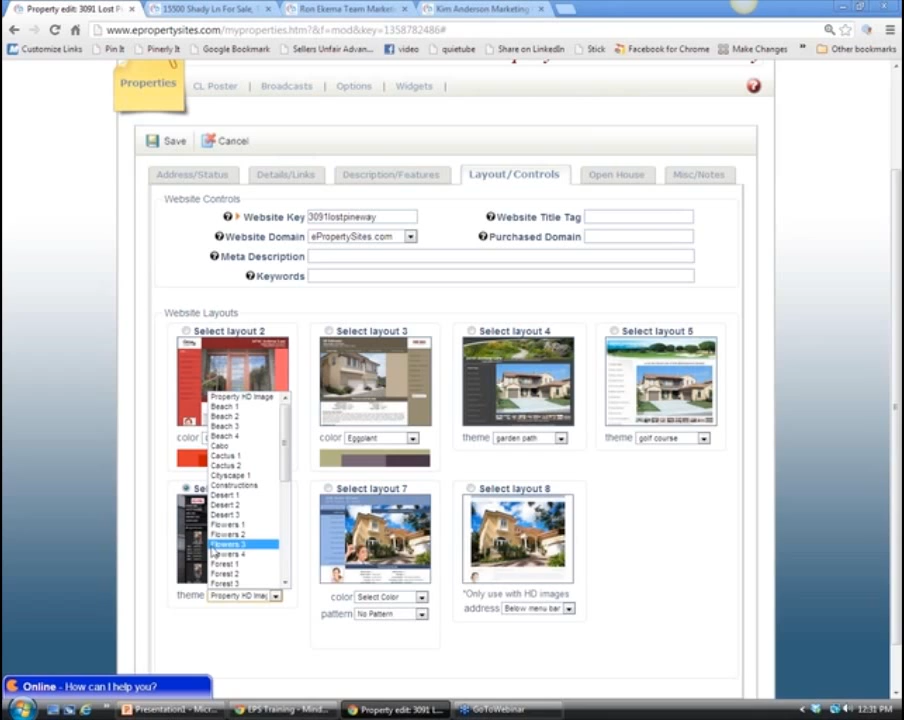 Property edit: 3091 Lost P
15500 Shady Ln For Sale,
Ron Ekema Team Market
Kim Anderson Marketing
www.epropertysites.com/myproperties.htm?&f=mod&key=1358782486#
Customize Links
Pin It
Pinerly It
Google Bookmark
Sellers Unfair Advan...
video
quietube
Share on LinkedIn
Stick
Facebook for Chrome
Make Changes
»
Other bookmarks
Properties
CL Poster | Broadcasts | Options | Widgets |
Save
Cancel
Address/Status
Details/Links
Description/Features
Layout/Controls
Open House
Misc/Notes
Website Controls
Website Key 3091lostpineway
Website Title Tag
Website Domain ePropertySites.com
Purchased Domain
Meta Description
Keywords
Website Layouts
Select layout 2
Select layout 3
Select layout 4
Select layout 5
Property HD Image
Beach 1
Beach 2
Beach 3
Beach 4
Cabo
Cactus 1
Cactus 2
Cityscape 1
Constructions
Desert 1
Desert 2
Desert 3
Flowers 1
Flowers 2
Flowers 3
Flowers 4
Forest 1
Forest 2
Forest 3
color
color Eggplant
theme garden path
theme golf course
Sel
Select layout 7
Select layout 8
theme Property HD Imag
color Select Color
pattern No Pattern
*Only use with HD images
address: Below menu bar
Online - How can I help you?
Presentation1 - Micr...
EPS Training - Mind...
Property edit: 3091 L...
GoToWebinar
12:31 PM